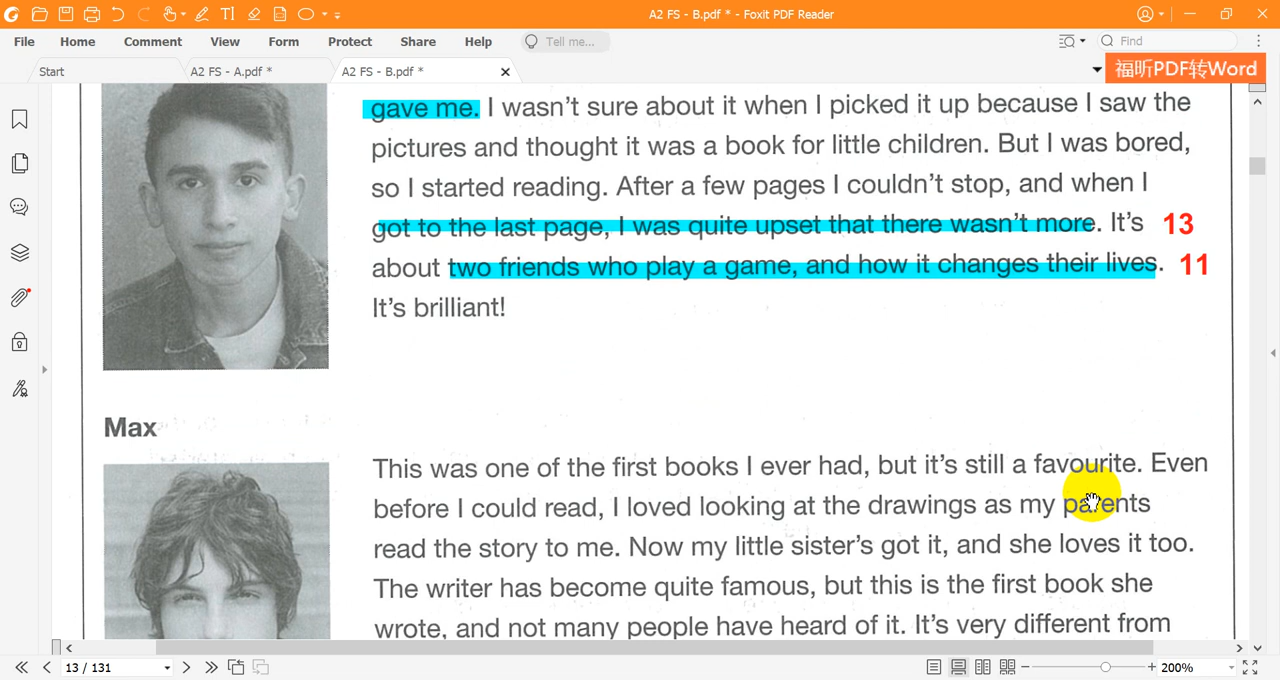 A2 FS - B.pdf * - Foxit PDF Reader
File Home Comment View Form Protect Share Help Tell me... Find
Start A2 FS - A.pdf * A2 FS - B.pdf * 福昕PDF转Word
gave me. I wasn't sure about it when I picked it up because I saw the
pictures and thought it was a book for little children. But I was bored,
so I started reading. After a few pages I couldn't stop, and when I
got to the last page, I was quite upset that there wasn't more. It's 13
about two friends who play a game, and how it changes their lives. 11
It's brilliant!
Max
This was one of the first books I ever had, but it's still a favourite. Even
before I could read, I loved looking at the drawings as my parents
read the story to me. Now my little sister's got it, and she loves it too.
The writer has become quite famous, but this is the first book she
wrote, and not many people have heard of it. It's very different from
13 / 131 200%